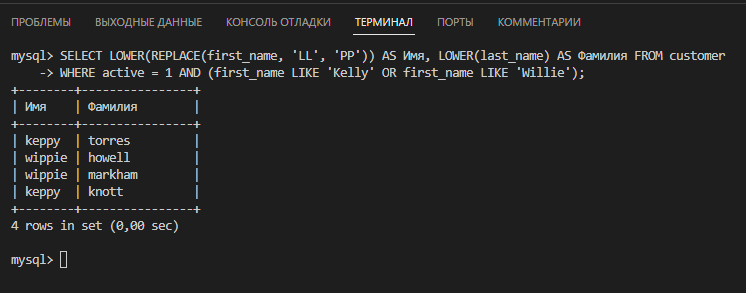 ПРОБЛЕМЫ ВЫХОДНЫЕ ДАННЫЕ КОНСОЛЬ ОТЛАДКИ ТЕРМИНАЛ ПОРТЫ КОММЕНТАРИИ
mysql> SELECT LOWER(REPLACE(first_name, 'LL', 'PP')) AS Имя, LOWER(last_name) AS Фамилия FROM customer
    -> WHERE active = 1 AND (first_name LIKE 'Kelly' OR first_name LIKE 'Willie');
+--------+----------------+
| Имя    | Фамилия        |
+--------+----------------+
| keppy  | torres         |
| wippie | howell         |
| wippie | markham        |
| keppy  | knott          |
+--------+----------------+
4 rows in set (0,00 sec)
mysql>